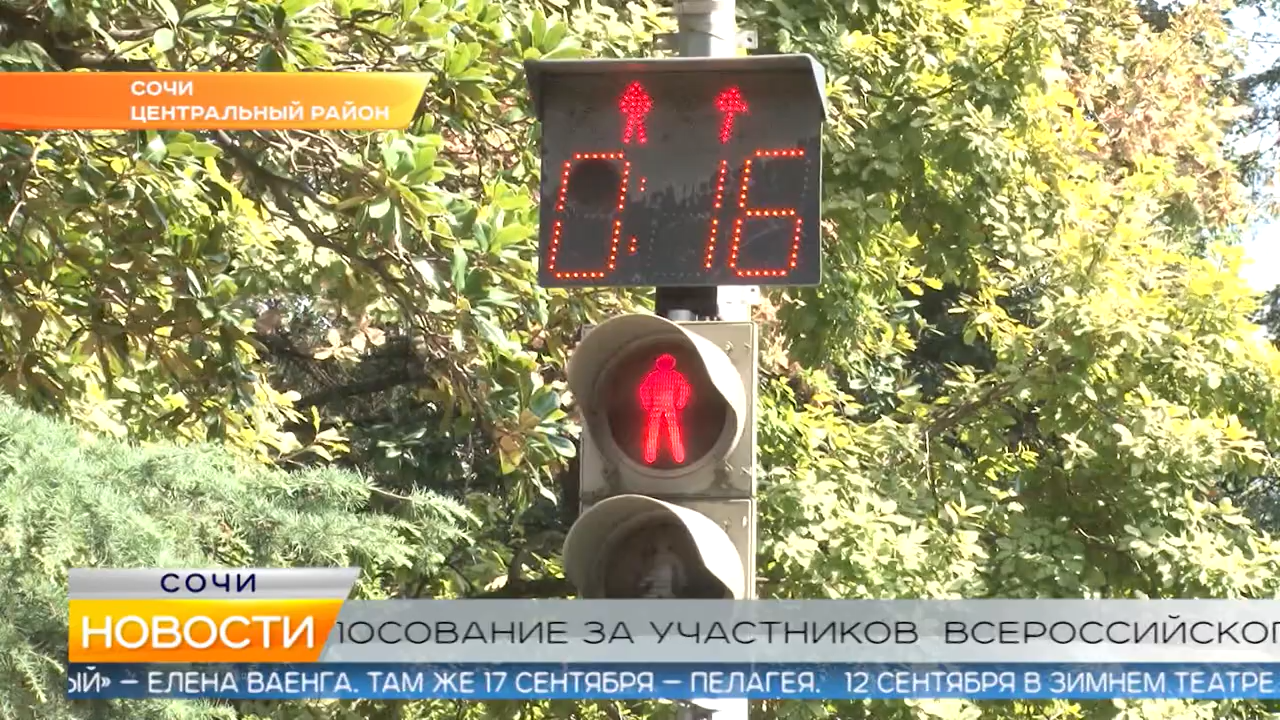 СОЧИ
ЦЕНТРАЛЬНЫЙ РАЙОН
0:16
СОЧИ
НОВОСТИ
ЛОСОВАНИЕ ЗА УЧАСТНИКОВ ВСЕРОССИЙСКОГ
ЫЙ» – ЕЛЕНА ВАЕНГА. ТАМ ЖЕ 17 СЕНТЯБРЯ – ПЕЛАГЕЯ. 12 СЕНТЯБРЯ В ЗИМНЕМ ТЕАТРЕ